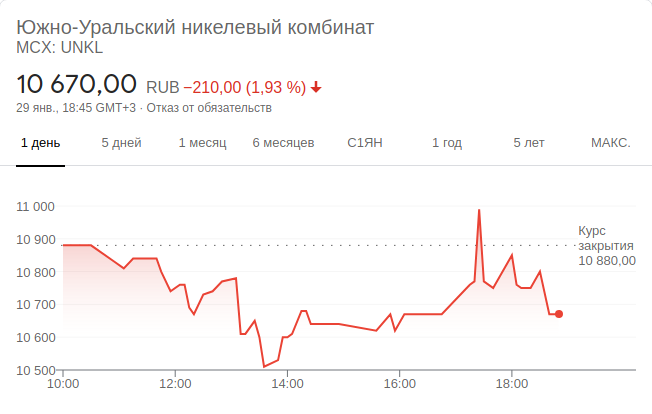 Южно-Уральский никелевый комбинат
MCX: UNKL
10 670,00 RUB −210,00 (1,93 %)
29 янв., 18:45 GMT+3 · Отказ от обязательств
1 день 5 дней 1 месяц 6 месяцев С1ЯН 1 год 5 лет МАКС.
11 000
10 900
10 800
10 700
10 600
10 500
Курс
закрытия
10 880,00
10:00 12:00 14:00 16:00 18:00